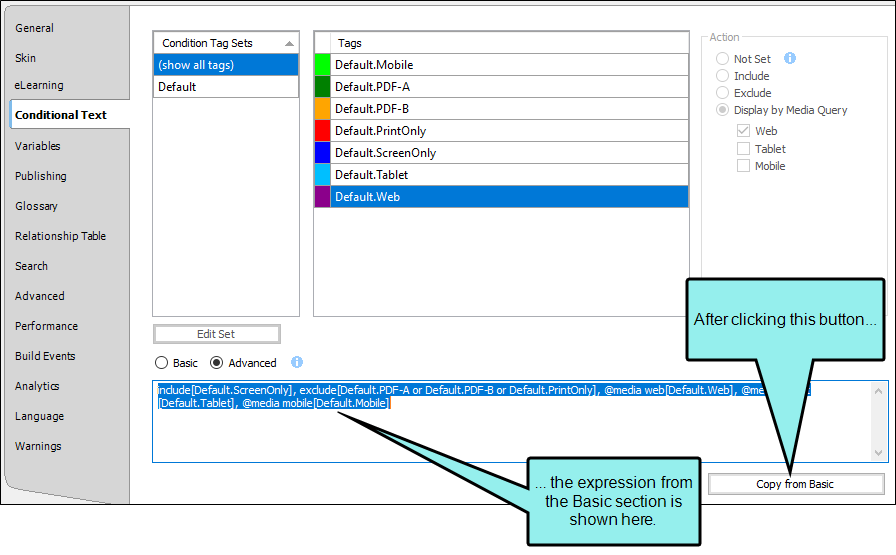 General
Skin
eLearning
Conditional Text
Variables
Publishing
Glossary
Relationship Table
Search
Advanced
Performance
Build Events
Analytics
Language
Warnings
Condition Tag Sets
(show all tags)
Default
Tags
Default.Mobile
Default.PDF-A
Default.PDF-B
Default.PrintOnly
Default.ScreenOnly
Default.Tablet
Default.Web
Action
Not Set
Include
Exclude
Display by Media Query
Web
Tablet
Mobile
After clicking this button...
Edit Set
Basic
Advanced
include[Default.ScreenOnly], exclude[Default.PDF-A or Default.PDF-B or Default.PrintOnly], @media web[Default.Web],
[Default.Tablet], @media mobile[Default.Mobile]
... the expression from
the Basic section is
shown here.
Copy from Basic